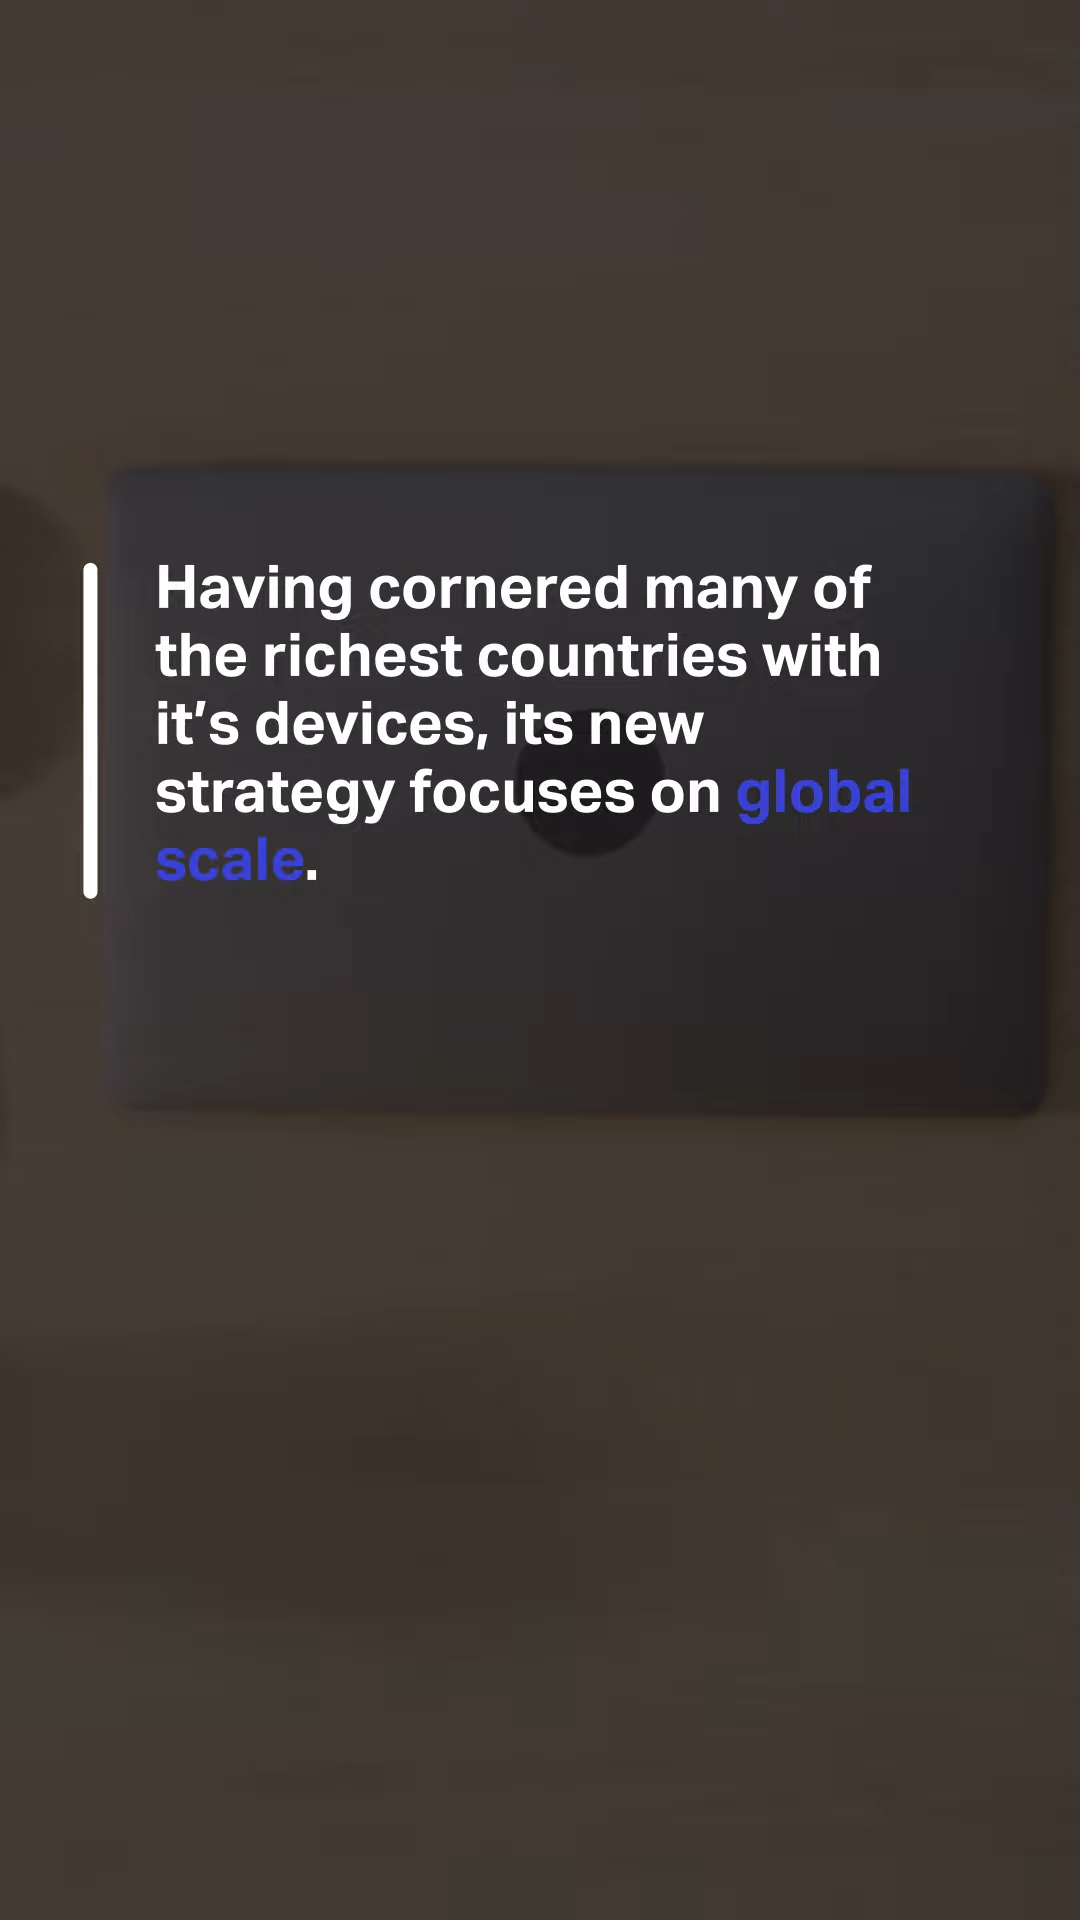 Having cornered many of
the richest countries with
it's devices, its new
strategy focuses on global
scale.